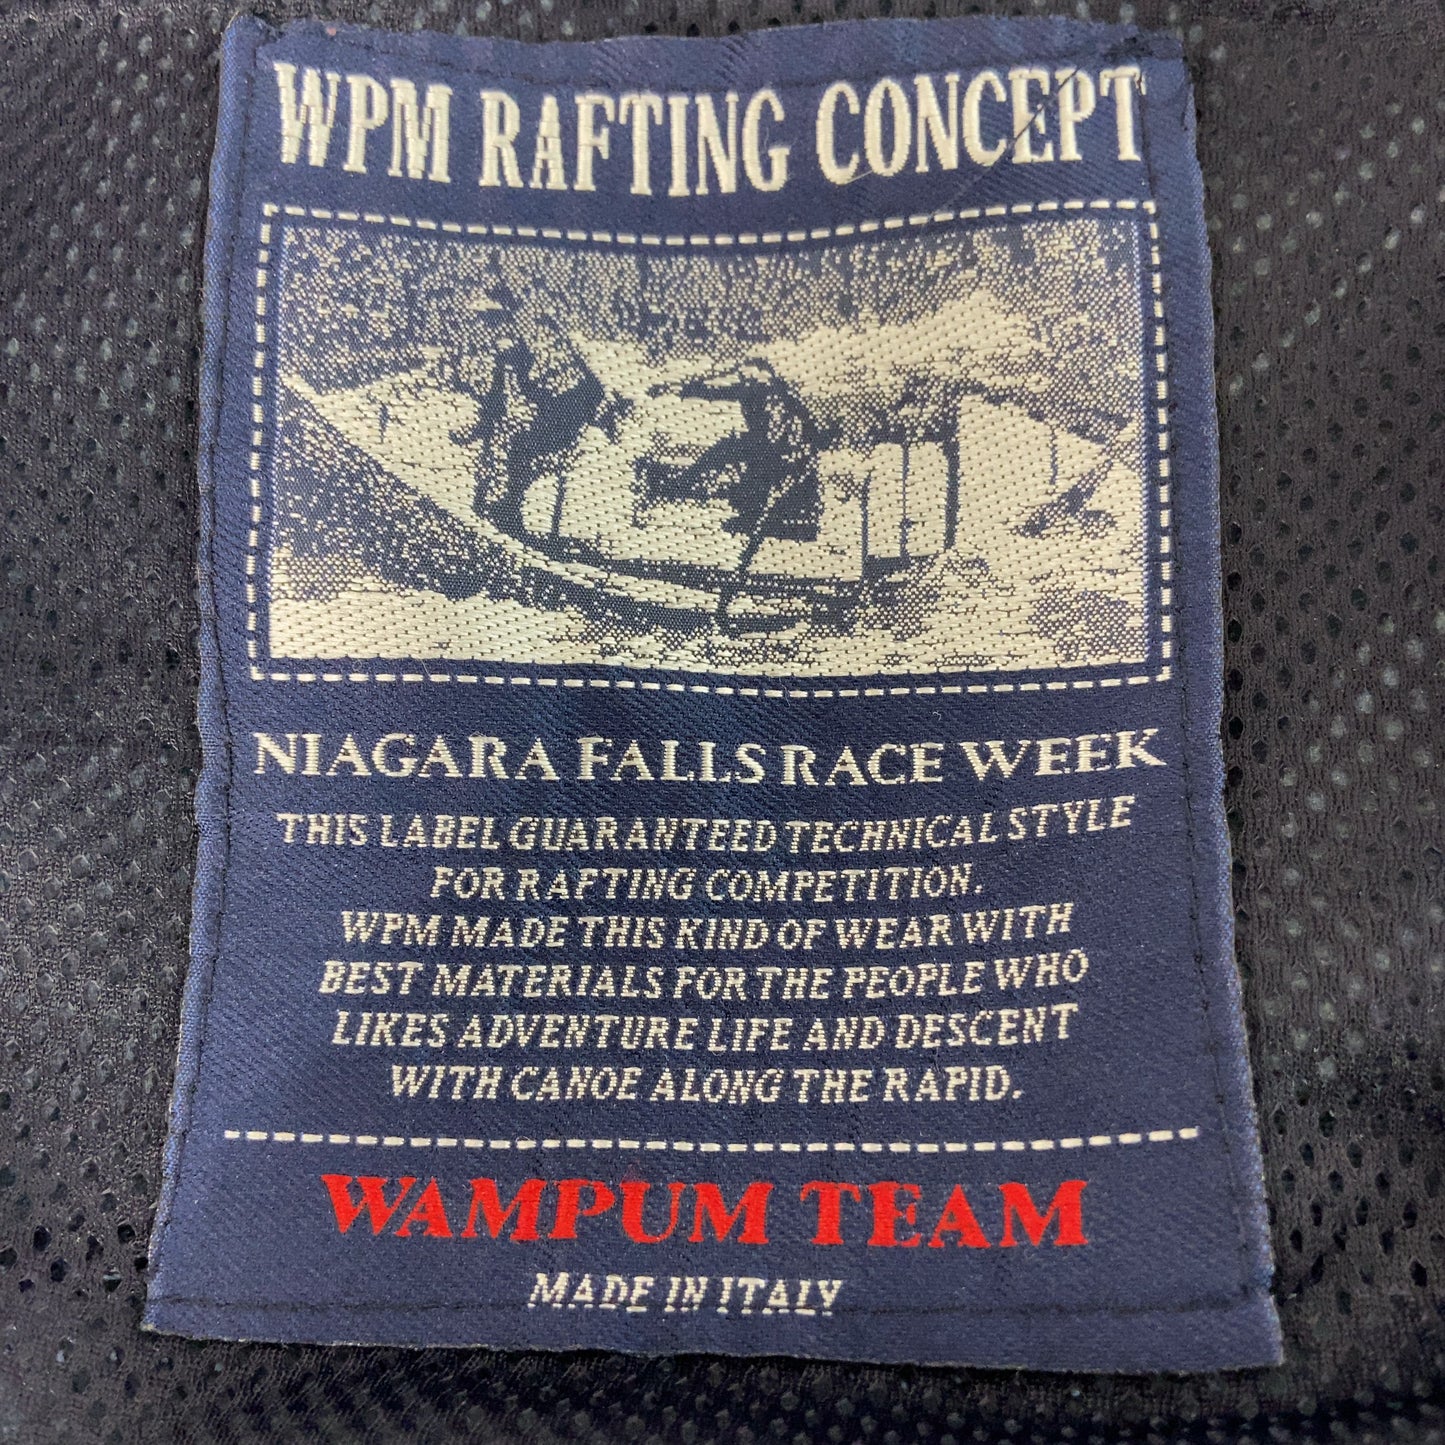 WPM RAFTING CONCEPT
NIAGARA FALLS RACE WEEK
THIS LABEL GUARANTEED TECHNICAL STYLE
FOR RAFTING COMPETITION.
WPM MADE THIS KIND OF WEAR WITH
BEST MATERIALS FOR THE PEOPLE WHO
LIKES ADVENTURE LIFE AND DESCENT
WITH CANOE ALONG THE RAPID.
WAMPUM TEAM
MADE IN ITALY